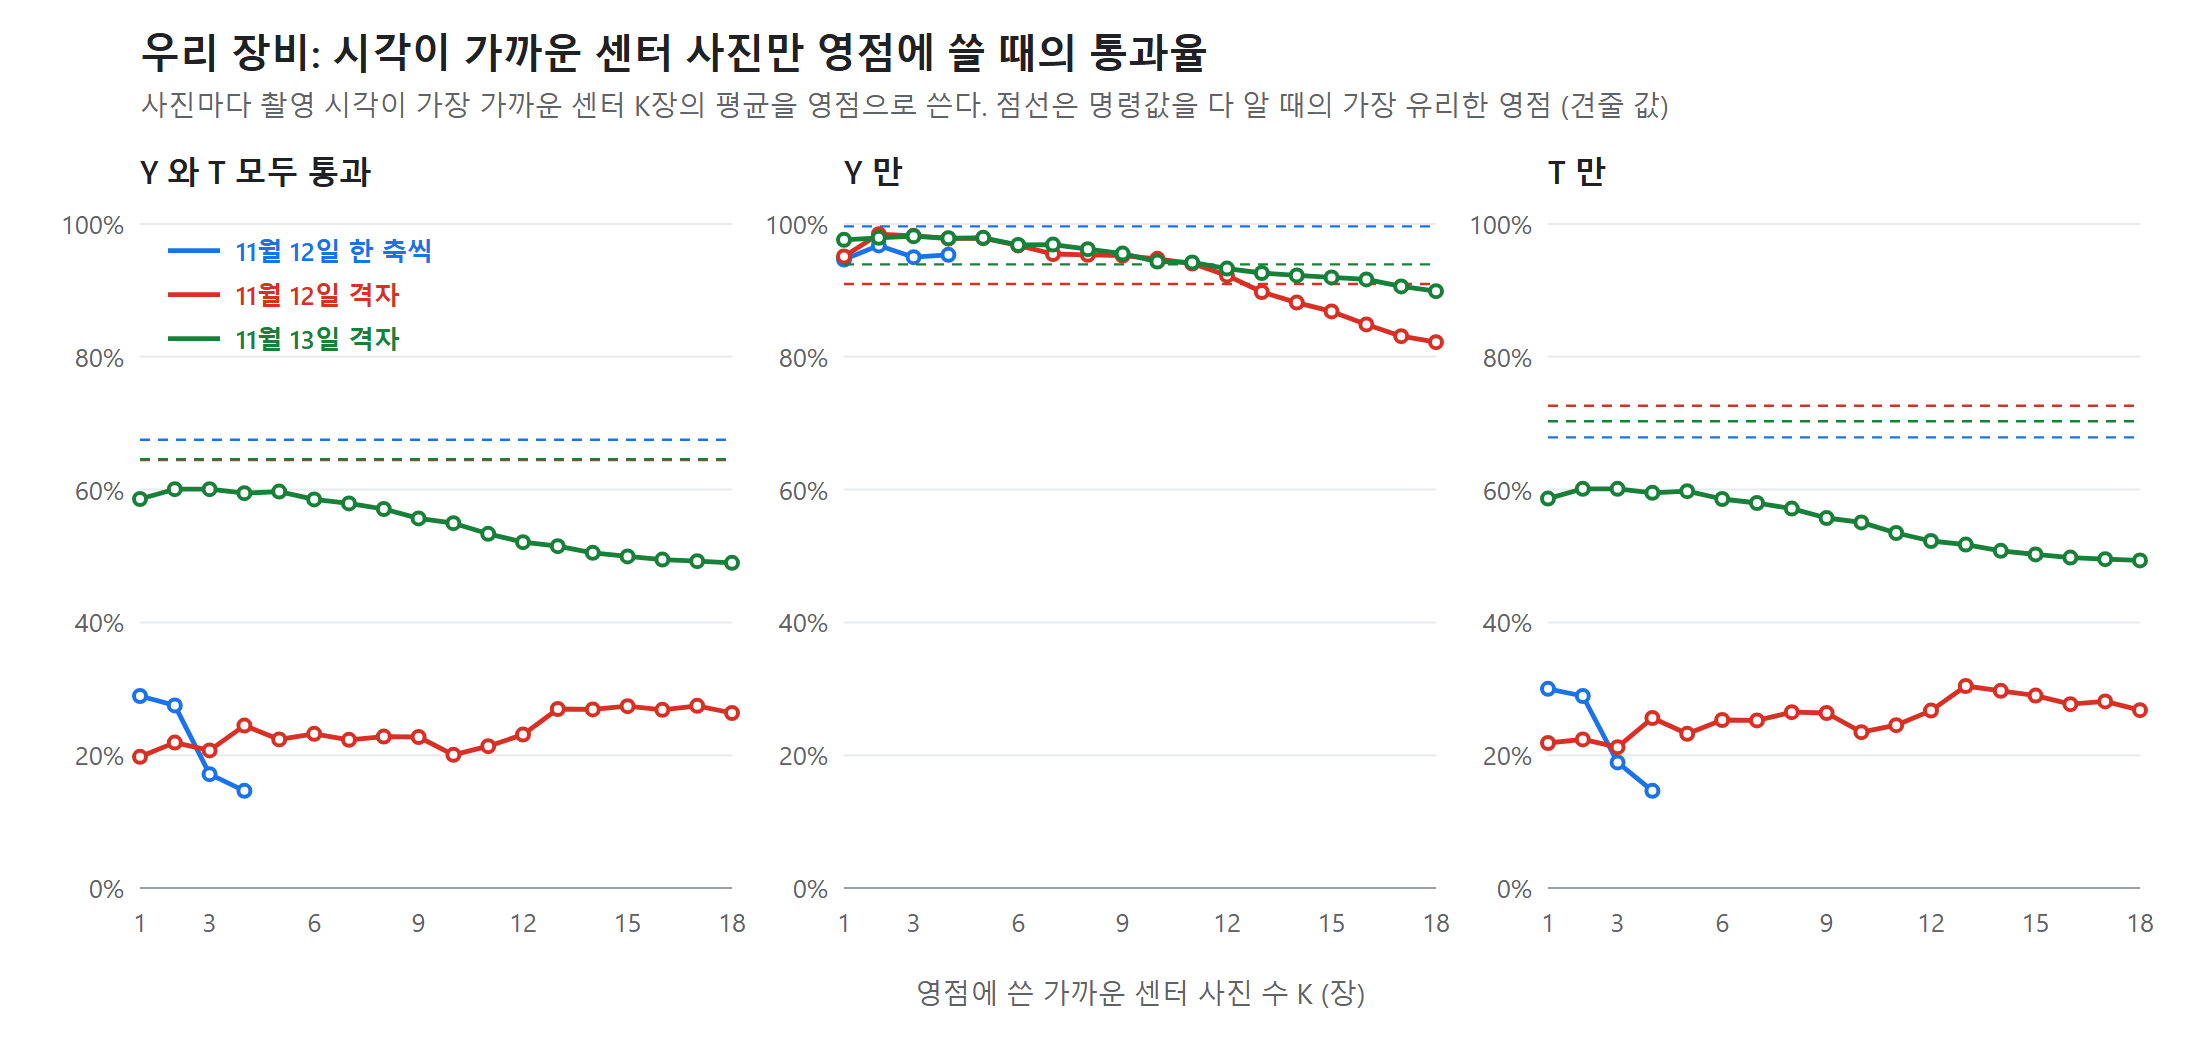 우리 장비: 시각이 가까운 센터 사진만 영점에 쓸 때의 통과율
사진마다 촬영 시각이 가장 가까운 센터 K장의 평균을 영점으로 쓴다. 점선은 명령값을 다 알 때의 가장 유리한 영점 (견줄 값)
Y 와 T 모두 통과
100%
80%
60%
40%
20%
0%
11월 12일 한 축씩
11월 12일 격자
11월 13일 격자
1 3 6 9 12 15 18
Y 만
100%
80%
60%
40%
20%
0%
1 3 6 9 12 15 18
T 만
100%
80%
60%
40%
20%
0%
1 3 6 9 12 15 18
영점에 쓴 가까운 센터 사진 수 K (장)